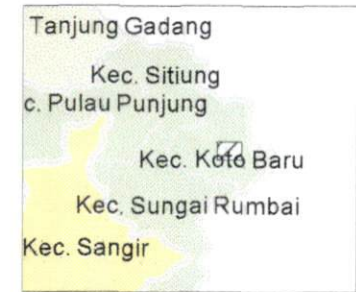 Tanjung Gadang
Kec. Sitiung
c. Pulau Punjung
Kec. Koto Baru
Kec. Sungai Rumbai
Kec. Sangir